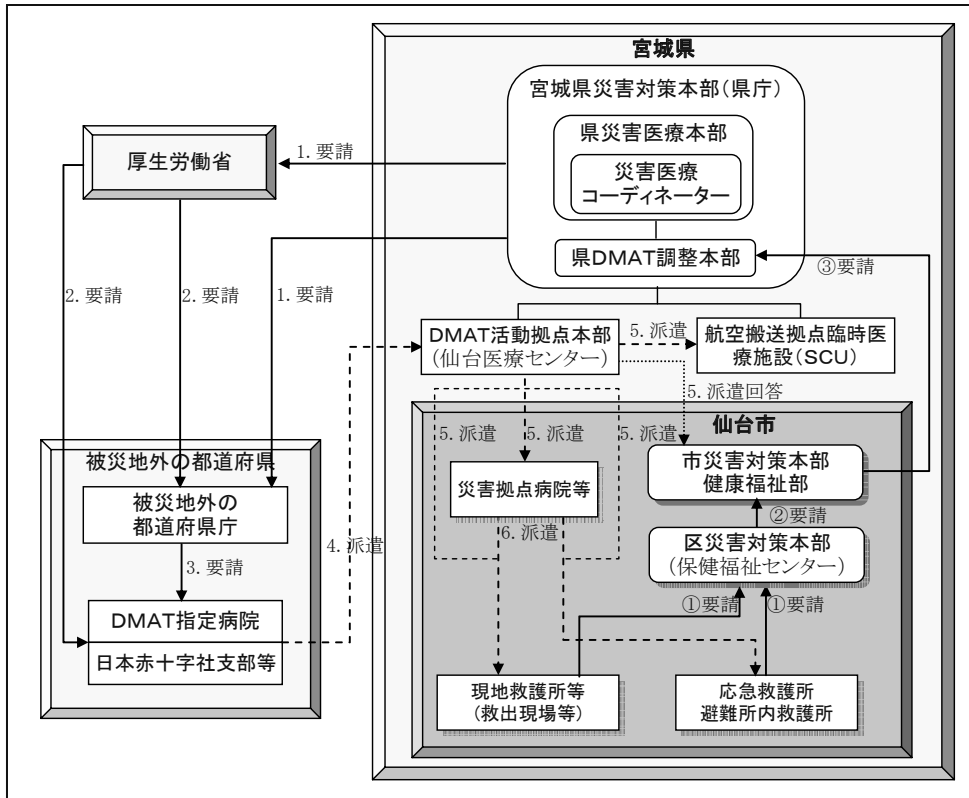 宮城県
宮城県災害対策本部(県庁)
県災害医療本部
災害医療
コーディネーター
県DMAT調整本部
厚生労働省
1.要請
1.要請
2.要請
2.要請
③要請
DMAT活動拠点本部
(仙台医療センター)
5.派遣
航空搬送拠点臨時医
療施設(SCU)
5.派遣回答
仙台市
5.派遣
5.派遣
5.派遣
災害拠点病院等
6.派遣
市災害対策本部
健康福祉部
②要請
区災害対策本部
(保健福祉センター)
①要請
①要請
現地救護所等
(救出現場等)
応急救護所
避難所内救護所
被災地外の都道府県
被災地外の
都道府県庁
3.要請
4.派遣
DMAT指定病院
日本赤十字社支部等